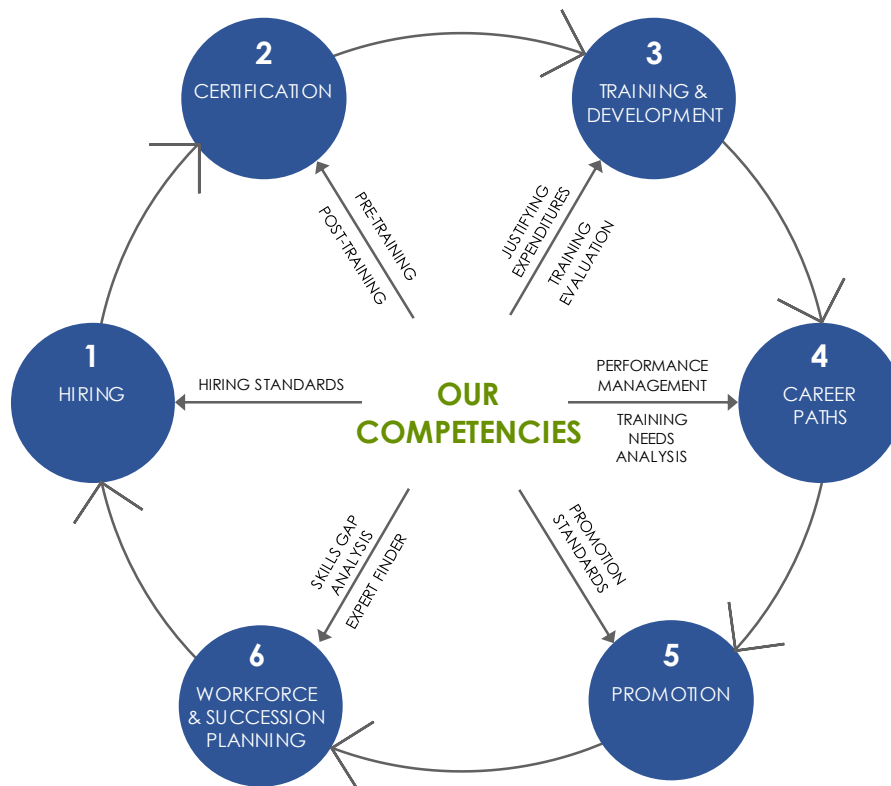 2
CERTIFICATION
3
TRAINING &
DEVELOPMENT
PRE-TRAINING
POST-TRAINING
JUSTIFYING
EXPENDITURES
TRAINING
EVALUATION
1
HIRING
HIRING STANDARDS
OUR
COMPETENCIES
PERFORMANCE
MANAGEMENT
TRAINING
NEEDS
ANALYSIS
4
CAREER
PATHS
SKILLS GAP
ANALYSIS
EXPERT FINDER
PROMOTION
STANDARDS
6
WORKFORCE
& SUCCESSION
PLANNING
5
PROMOTION